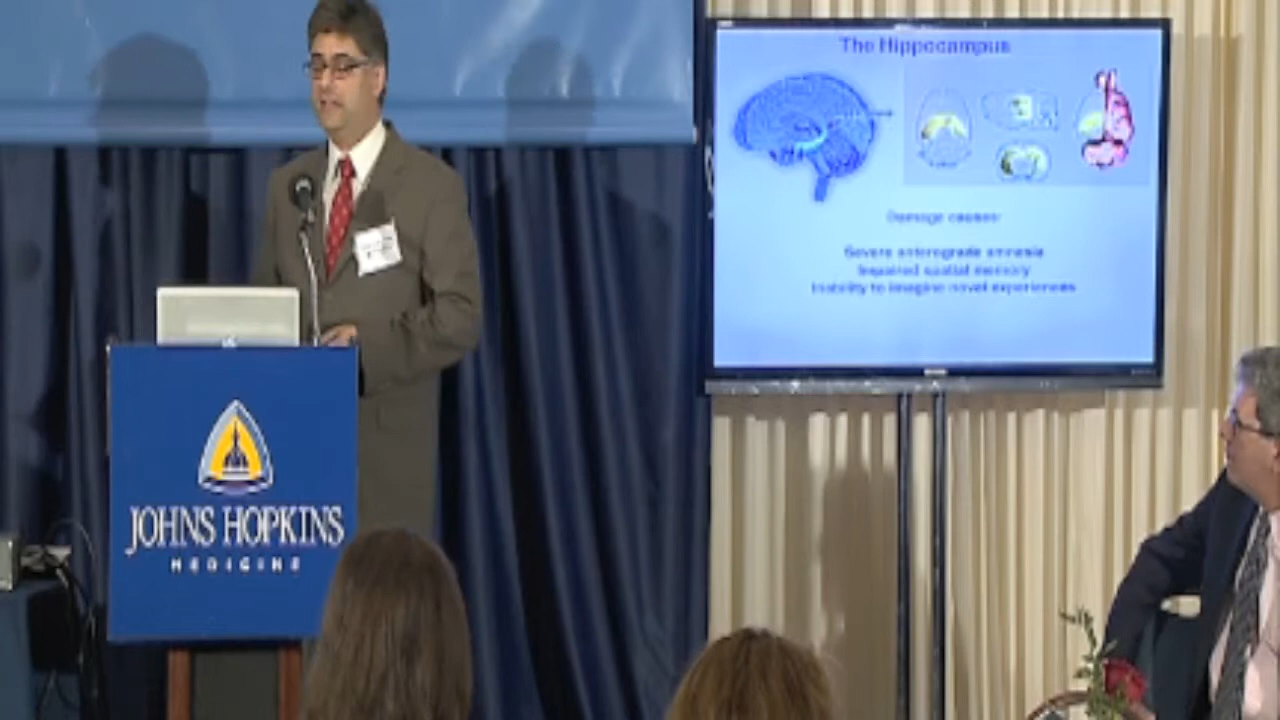 The Hippocampus
Damage causes:
Severe anterograde amnesia
Impaired spatial memory
Inability to imagine novel experiences
JOHNS HOPKINS
MEDICINE